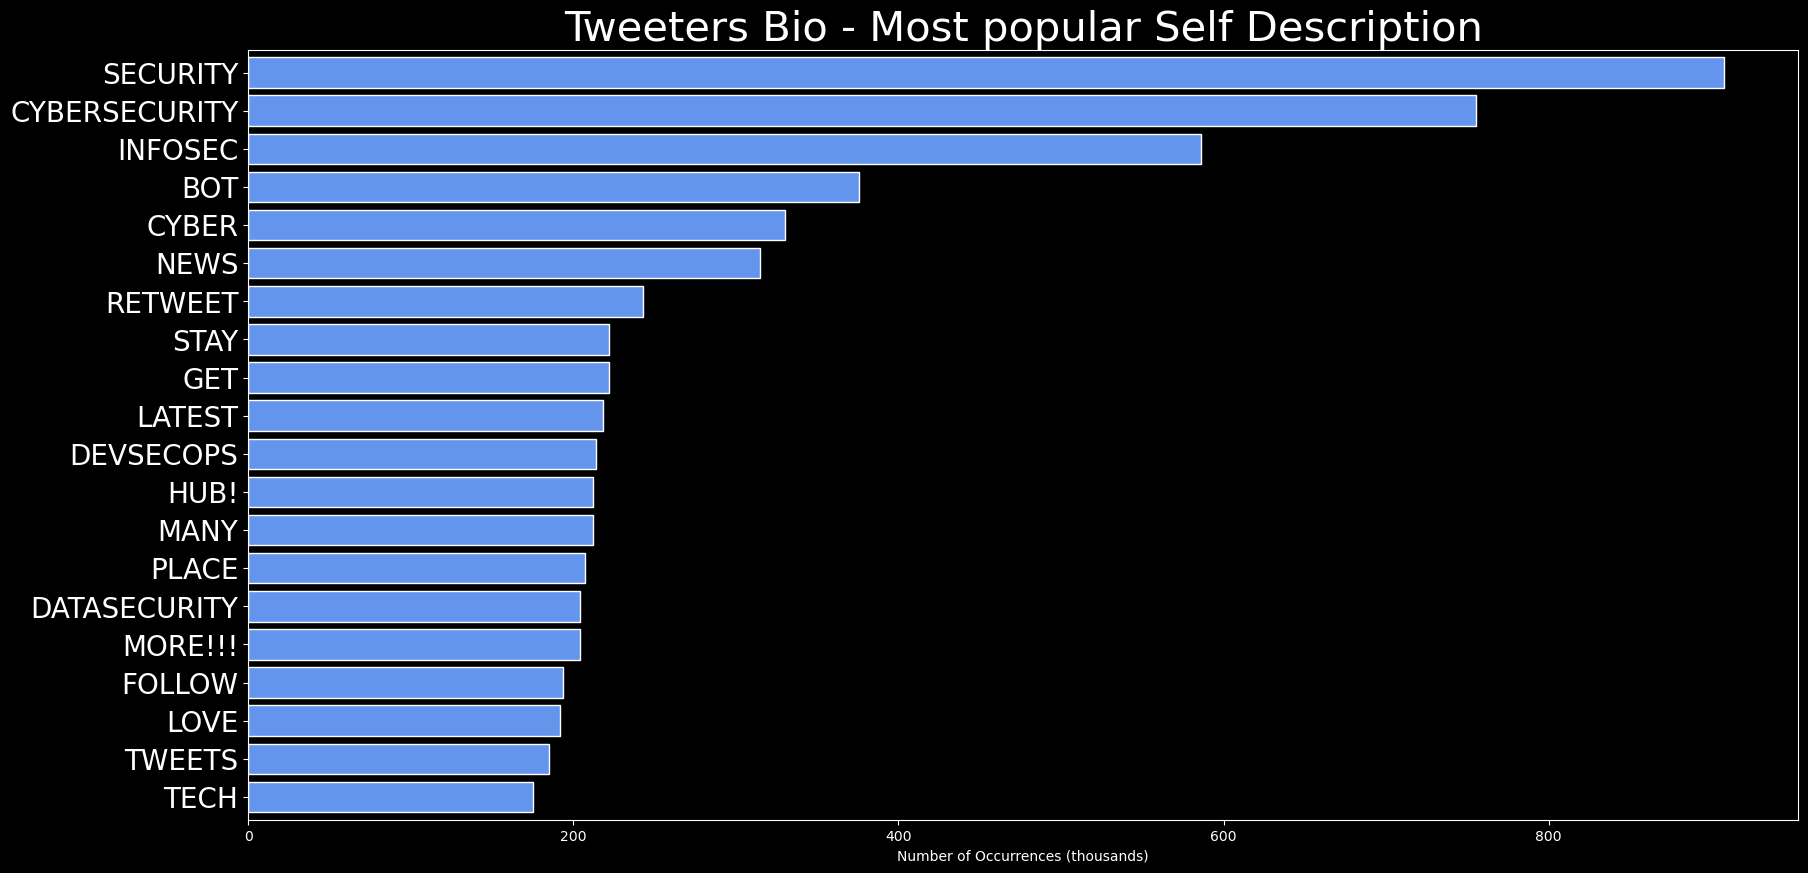 Tweeters Bio - Most popular Self Description
SECURITY
CYBERSECURITY
INFOSEC
BOT
CYBER
NEWS
RETWEET
STAY
GET
LATEST
DEVSECOPS
HUB!
MANY
PLACE
DATASECURITY
MORE!!!
FOLLOW
LOVE
TWEETS
TECH
0 200 400 600 800
Number of Occurrences (thousands)